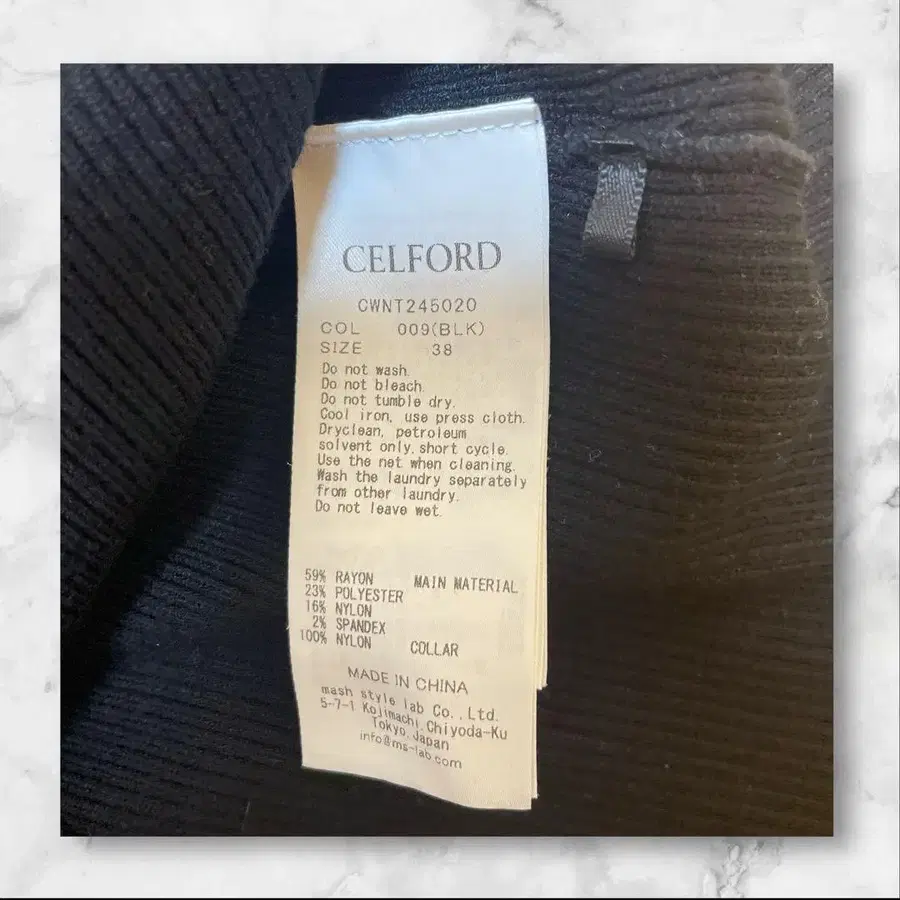 CELFORD
CWNT245020
COL 009(BLK)
SIZE 38
Do not wash.
Do not bleach.
Do not tumble dry.
Cool iron, use press cloth.
Dryclean, petroleum
solvent only, short cycle.
Use the net when cleaning.
Wash the laundry separately
from other laundry.
Do not leave wet.
59% RAYON MAIN MATERIAL
23% POLYESTER
16% NYLON
2% SPANDEX
100% NYLON COLLAR
MADE IN CHINA
mash style lab Co.,Ltd.
5-7-1 Kojimachi,Chiyoda-Ku
Tokyo,Japan
info@ms-lab.com